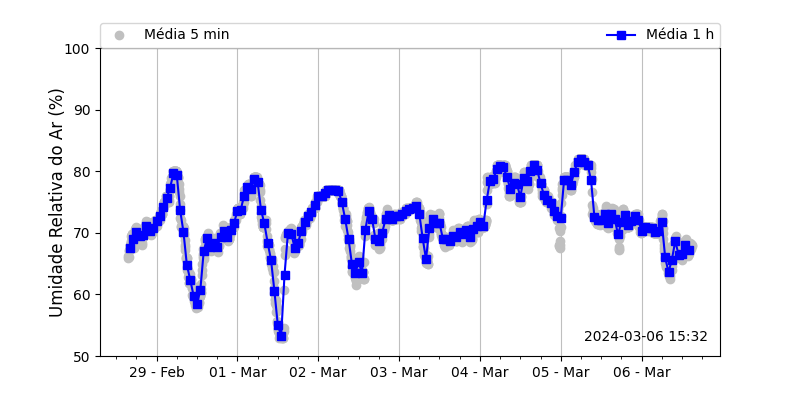 Média 5 min
Média 1 h
Umidade Relativa do Ar (%)
100
90
80
70
60
50
2024-03-06 15:32
29 - Feb
01 - Mar
02 - Mar
03 - Mar
04 - Mar
05 - Mar
06 - Mar